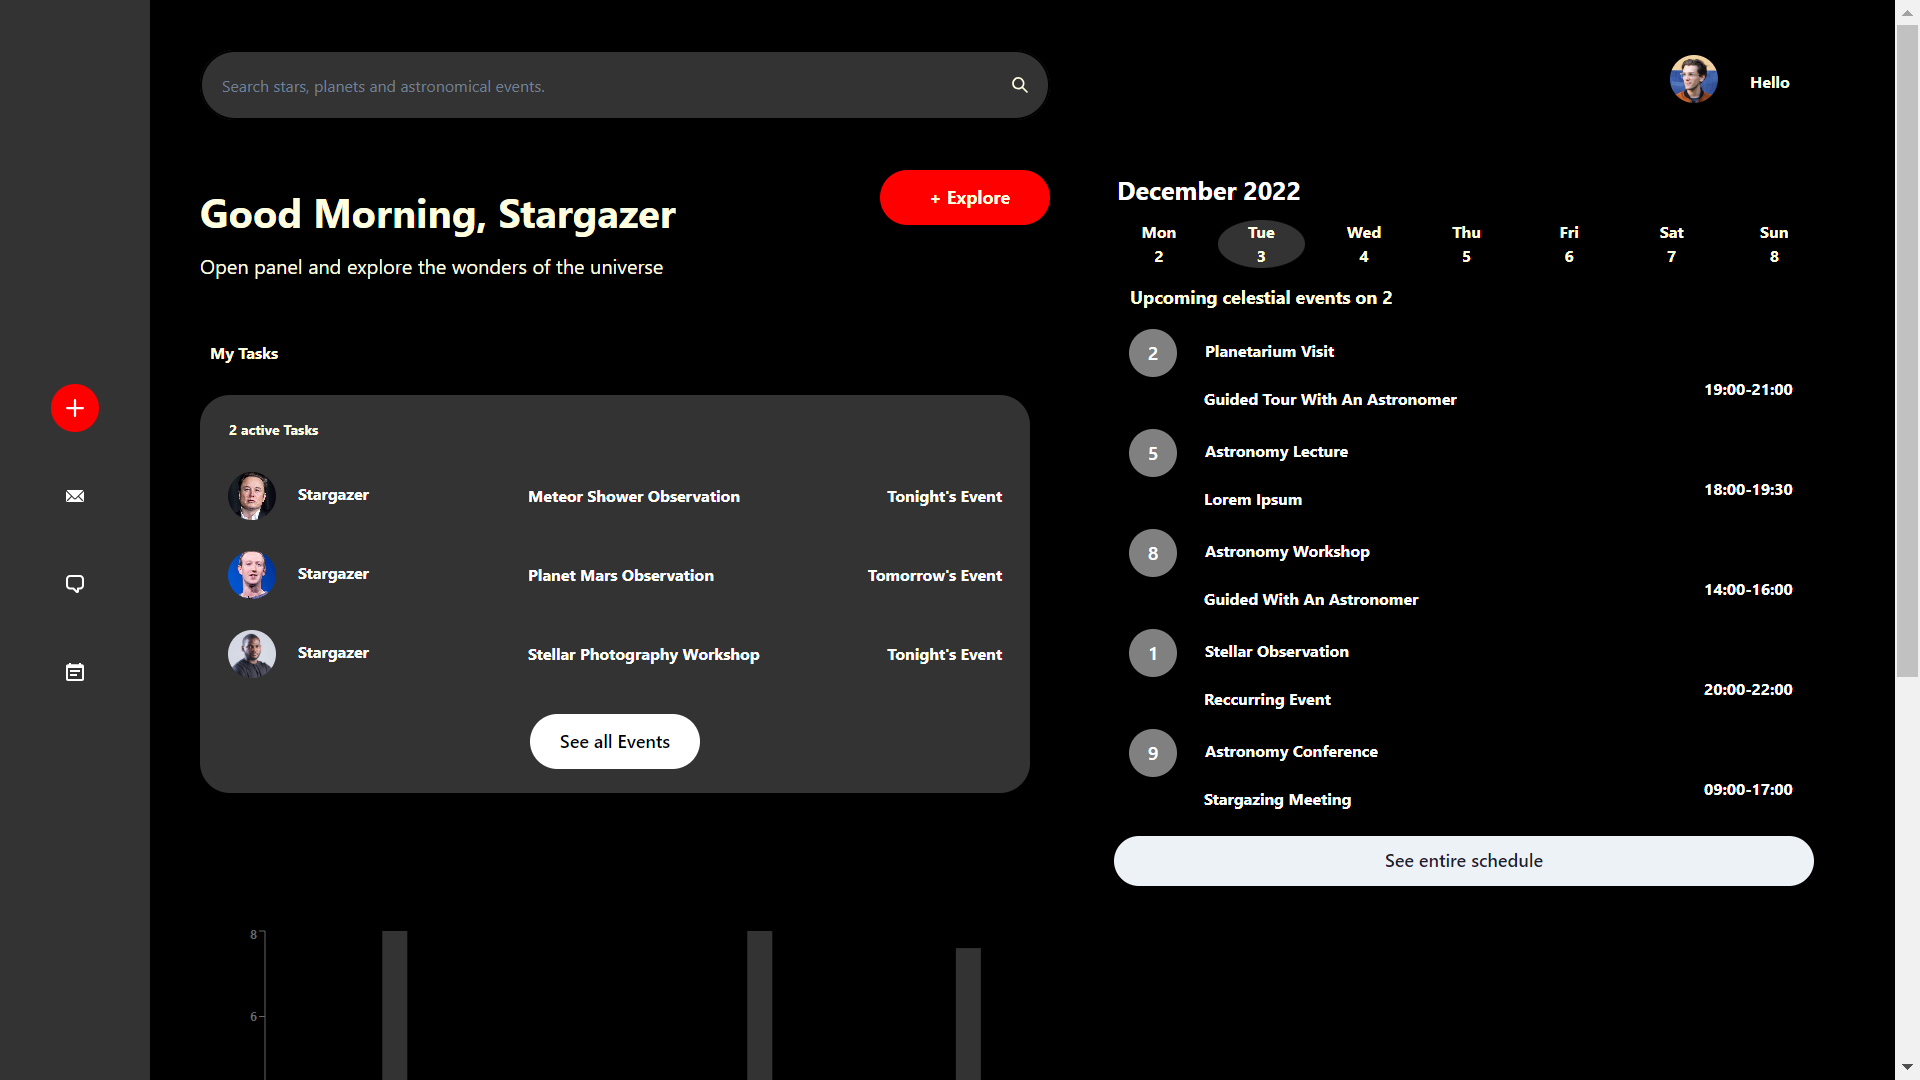 Search stars, planets and astronomical events.
Hello
Good Morning, Stargazer
+ Explore
Open panel and explore the wonders of the universe
My Tasks
2 active Tasks
Stargazer Meteor Shower Observation Tonight's Event
Stargazer Planet Mars Observation Tomorrow's Event
Stargazer Stellar Photography Workshop Tonight's Event
See all Events
8
6
December 2022
Mon Tue Wed Thu Fri Sat Sun
2 3 4 5 6 7 8
Upcoming celestial events on 2
2 Planetarium Visit
19:00-21:00
Guided Tour With An Astronomer
5 Astronomy Lecture
18:00-19:30
Lorem Ipsum
8 Astronomy Workshop
14:00-16:00
Guided With An Astronomer
1 Stellar Observation
20:00-22:00
Reccurring Event
9 Astronomy Conference
09:00-17:00
Stargazing Meeting
See entire schedule